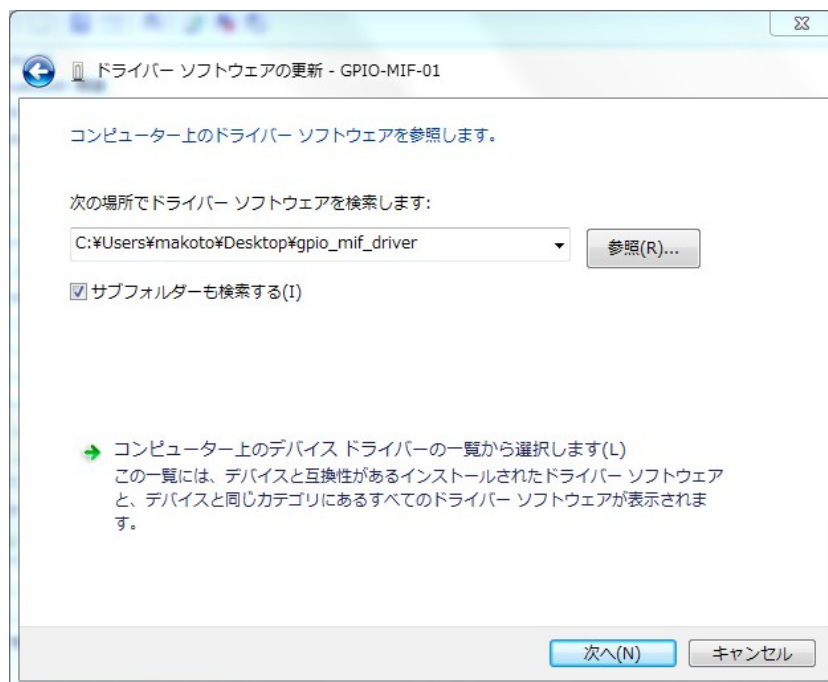 ドライバー ソフトウェアの更新 - GPIO-MIF-01
コンピューター上のドライバー ソフトウェアを参照します。
次の場所でドライバー ソフトウェアを検索します:
C:¥Users¥makoto¥Desktop¥gpio_mif_driver
参照(R)...
サブフォルダーも検索する(I)
コンピューター上のデバイス ドライバーの一覧から選択します(L)
この一覧には、デバイスと互換性があるインストールされたドライバー ソフトウェア
と、デバイスと同じカテゴリにあるすべてのドライバー ソフトウェアが表示されま
す。
次へ(N)
キャンセル